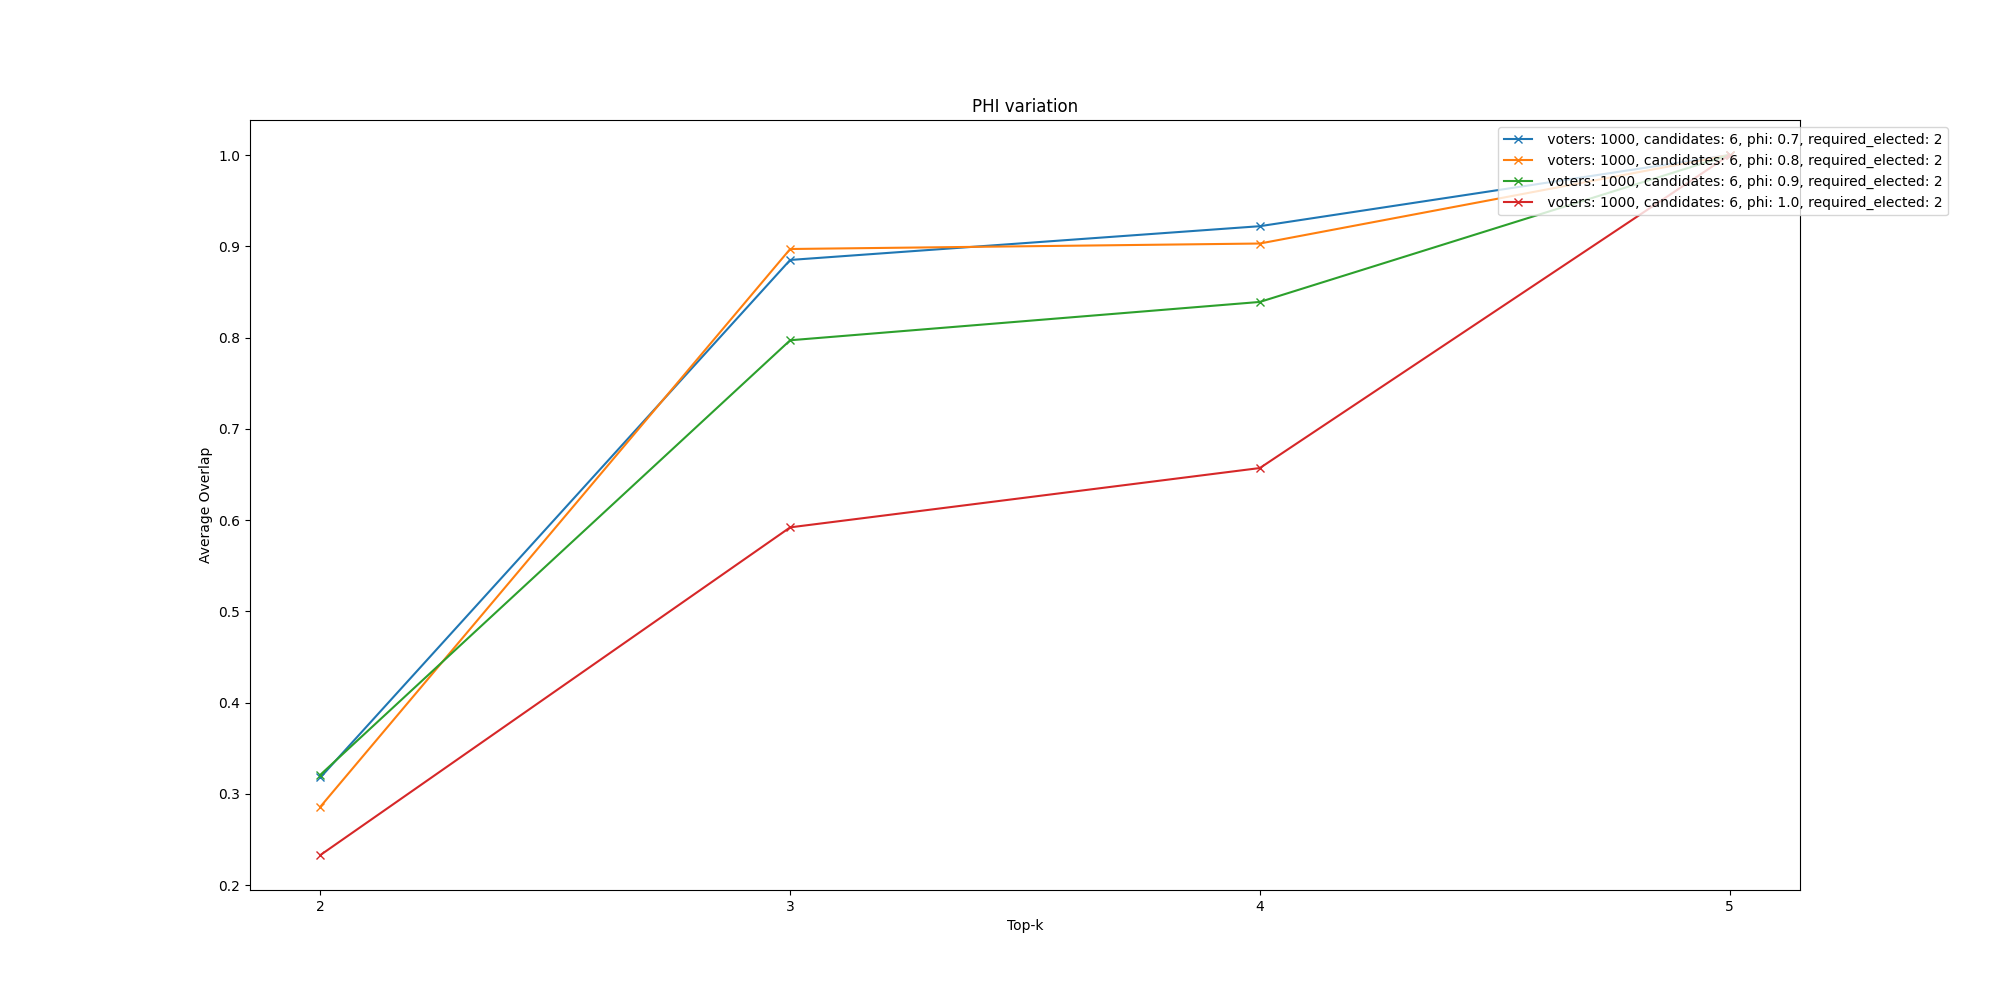 PHI variation
voters: 1000, candidates: 6, phi: 0.7, required_elected: 2
voters: 1000, candidates: 6, phi: 0.8, required_elected: 2
voters: 1000, candidates: 6, phi: 0.9, required_elected: 2
voters: 1000, candidates: 6, phi: 1.0, required_elected: 2
1.0
0.9
0.8
0.7
0.6
0.5
0.4
0.3
0.2
Average Overlap
2 3 4 5
Top-k